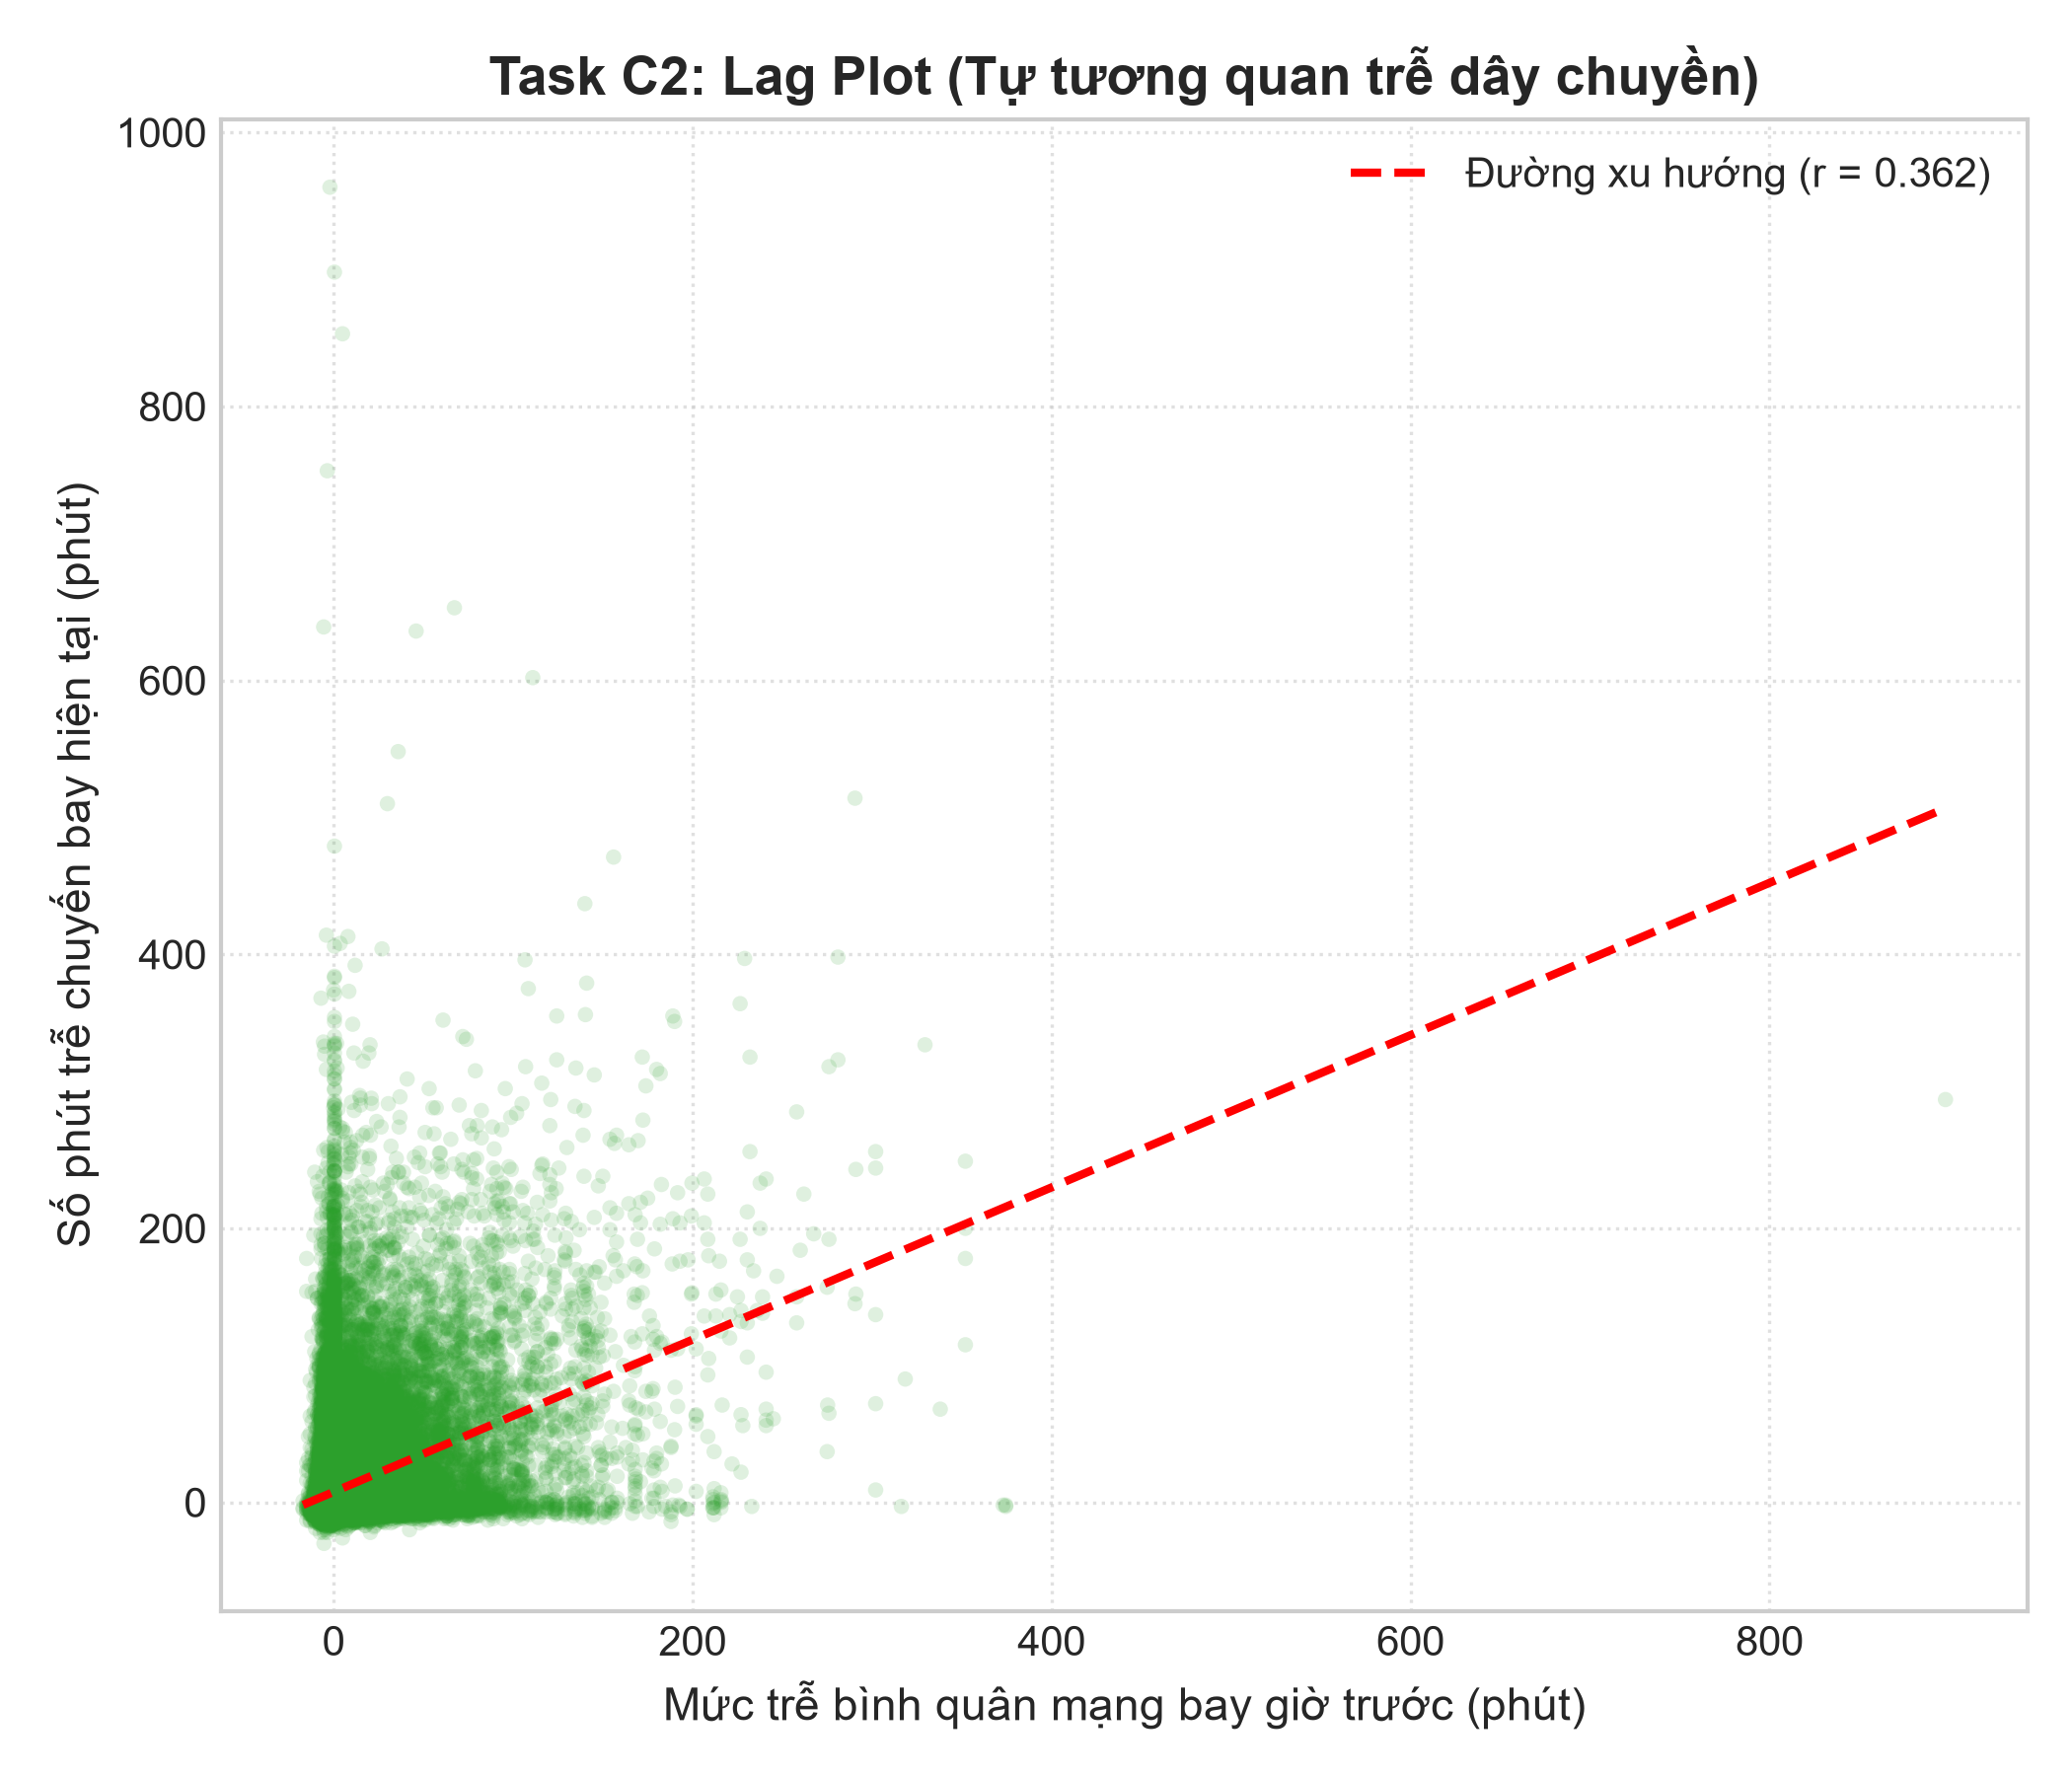 Task C2: Lag Plot (Tự tương quan trễ dây chuyền)
Đường xu hướng (r = 0.362)
Số phút trễ chuyến bay hiện tại (phút)
1000
800
600
400
200
0
0 200 400 600 800
Mức trễ bình quân mạng bay giờ trước (phút)